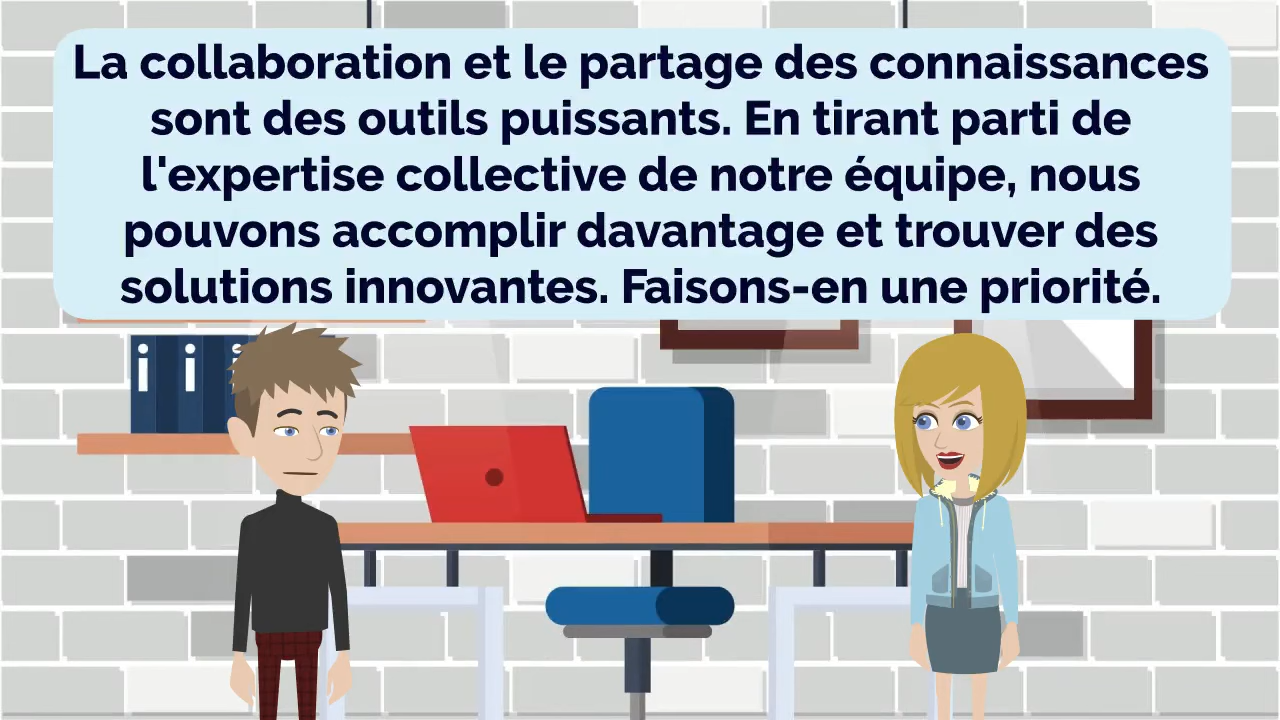 La collaboration et le partage des connaissances
sont des outils puissants. En tirant parti de
l'expertise collective de notre équipe, nous
pouvons accomplir davantage et trouver des
solutions innovantes. Faisons-en une priorité.